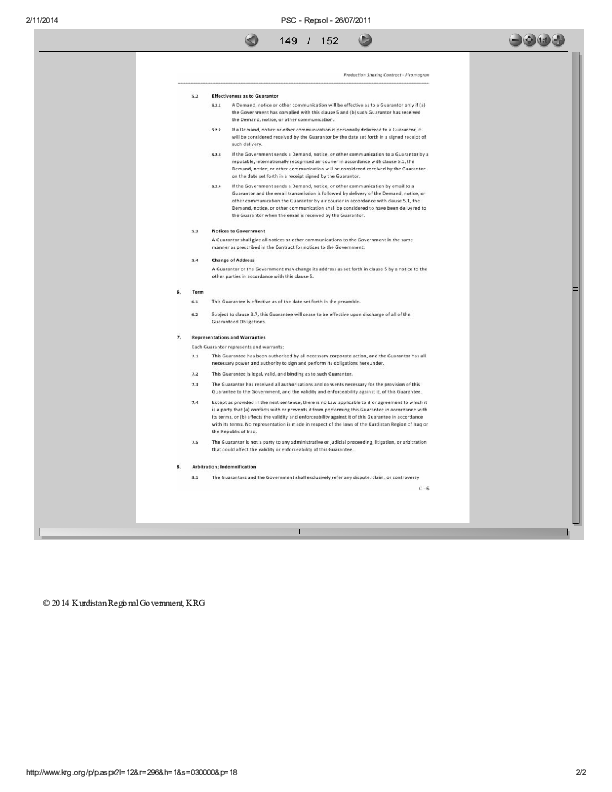 2/11/2014
PSC - Repsol - 26/07/2011
149 / 152
Production Sharing Contract - Piramagrun
5.2 Effectiveness as to Guarantor
5.2.1 A Demand, notice or other communication will be effective as to a Guarantor only if (a)
the Government has complied with this clause 5 and (b) such Guarantor has received
the Demand, notice, or other communication.
5.2.2 If a Demand, notice or other communication is personally delivered to a Guarantor, it
will be considered received by the Guarantor by the date set forth in a signed receipt of
such delivery.
5.2.3 If the Government sends a Demand, notice, or other communication to a Guarantor by a
reputable, internationally recognised air courier in accordance with clause 5.1, the
Demand, notice, or other communication will be considered received by the Guarantor
on the date set forth in a receipt signed by the Guarantor.
5.2.4 If the Government sends a Demand, notice, or other communication by email to a
Guarantor and the email transmission is followed by delivery of the Demand, notice, or
other communication the Guarantor by air courier in accordance with clause 5.1, the
Demand, notice, or other communication shall be considered to have been delivered to
the Guarantor when the email is received by the Guarantor.
5.3 Notices to Government
A Guarantor shall give all notices or other communications to the Government in the same
manner as prescribed in the Contract for notices to the Government.
5.4 Change of Address
A Guarantor or the Government may change its address as set forth in clause 5 by a notice to the
other parties in accordance with this clause 5.
6. Term
6.1 This Guarantee is effective as of the date set forth in the preamble.
6.2 Subject to clause 3.7, this Guarantee will cease to be effective upon discharge of all of the
Guaranteed Obligations.
7. Representations and Warranties
Each Guarantor represents and warrants:
7.1 This Guarantee has been authorised by all necessary corporate action, and the Guarantor has all
necessary power and authority to sign and perform its obligations hereunder.
7.2 This Guarantee is legal, valid, and binding as to such Guarantor.
7.3 The Guarantor has received all authorisations and consents necessary for the provision of this
Guarantee to the Government, and the validity and enforceability against it, of this Guarantee.
7.4 Except as provided in the next sentence, there is no Law applicable to it or agreement to which it
is a party that (a) conflicts with or prevents it from performing this Guarantee in accordance with
its terms, or (b) affects the validity and enforceability against it of this Guarantee in accordance
with its terms. No representation is made in respect of the laws of the Kurdistan Region of Iraq or
the Republic of Iraq.
7.5 The Guarantor is not a party to any administrative or judicial proceeding, litigation, or arbitration
that could affect the validity or enforceability of this Guarantee.
8. Arbitration; Indemnification
8.1 The Guarantors and the Government shall exclusively refer any dispute, claim, or controversy
© 2014 Kurdistan Regional Government, KRG
http://www.krg.org/p/p.aspx?l=12&r=296&h=1&s=030000&p=18
2/2